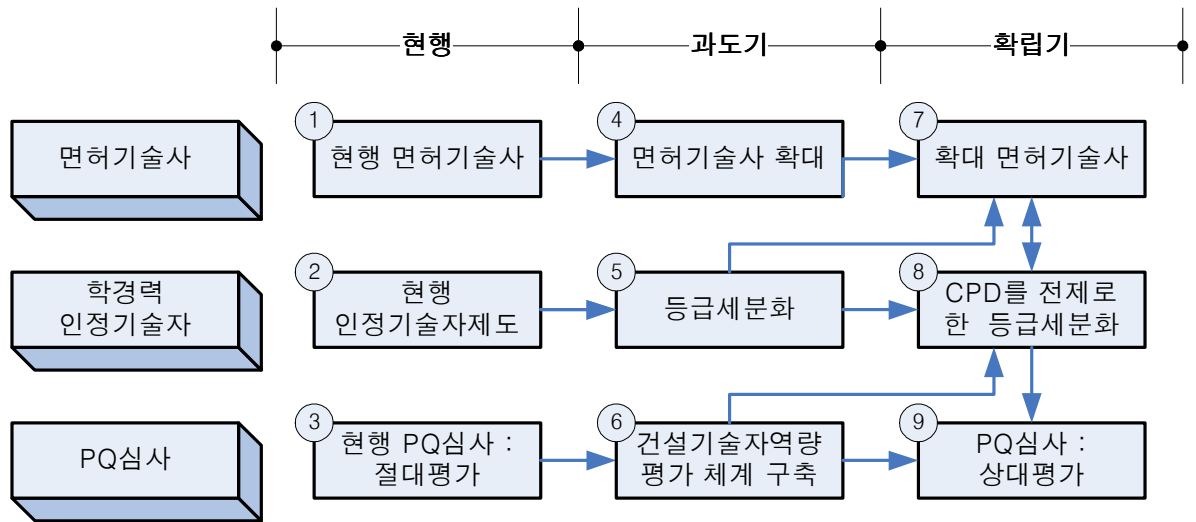 현행 과도기 확립기
면허기술사
1
현행 면허기술사
4
면허기술사 확대
7
확대 면허기술사
학경력
인정기술자
2
현행
인정기술자제도
5
등급세분화
8
CPD를 전제로
한 등급세분화
PQ심사
3
현행 PQ심사 :
절대평가
6
건설기술자역량
평가 체계 구축
9
PQ심사 :
상대평가